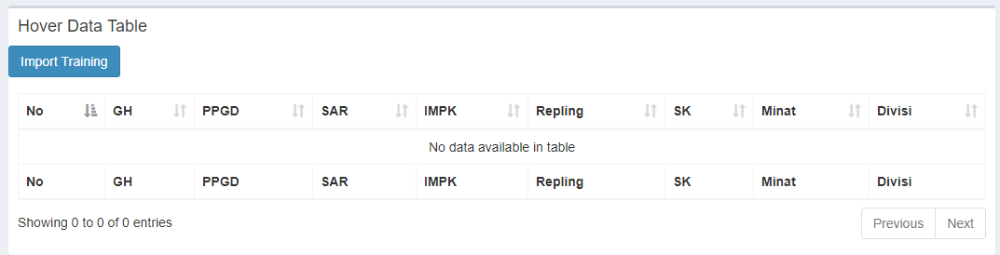 Hover Data Table
Import Training
No GH PPGD SAR IMPK Repling SK Minat Divisi
No data available in table
No GH PPGD SAR IMPK Repling SK Minat Divisi
Showing 0 to 0 of 0 entries Previous Next